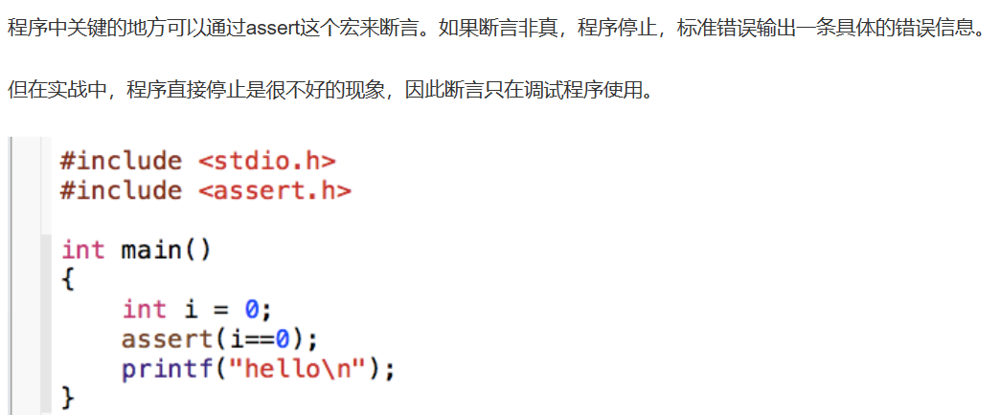 程序中关键的地方可以通过assert这个宏来断言。如果断言非真，程序停止，标准错误输出一条具体的错误信息。
但在实战中，程序直接停止是很不好的现象，因此断言只在调试程序使用。
#include <stdio.h>
#include <assert.h>
int main()
{
    int i = 0;
    assert(i==0);
    printf("hello\n");
}